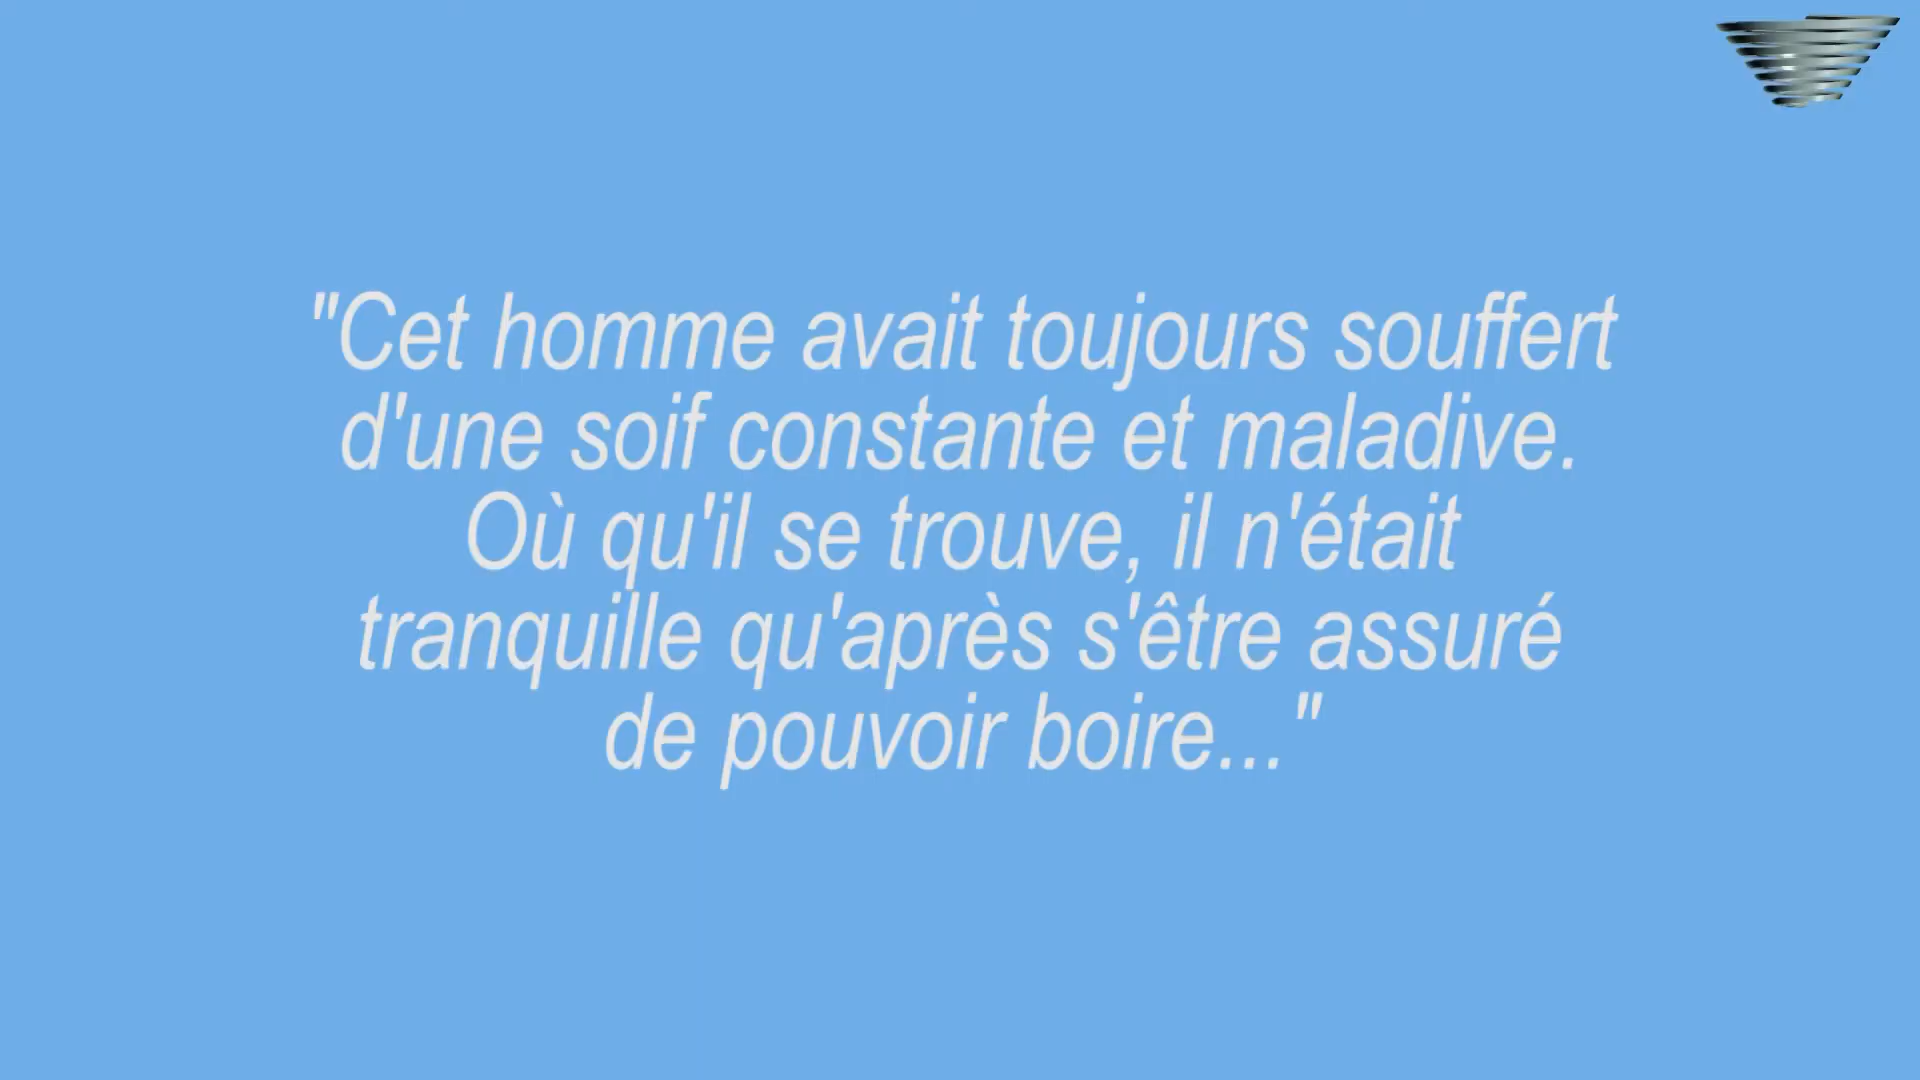 "Cet homme avait toujours souffert
d'une soif constante et maladive.
Où qu'il se trouve, il n'était
tranquille qu'après s'être assuré
de pouvoir boire..."